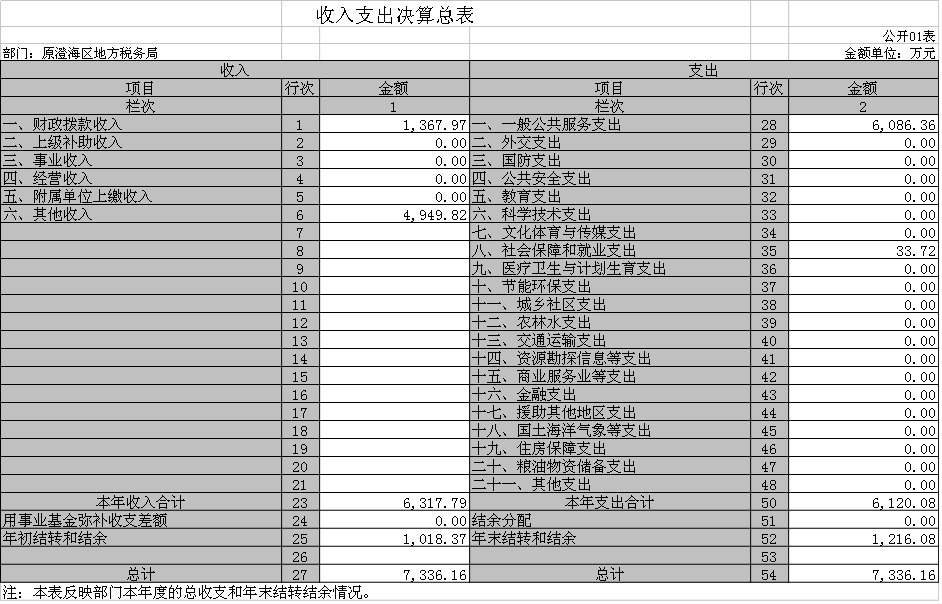 收入支出决算总表
公开01表
部门：原澄海区地方税务局 金额单位：万元
收入 支出
项目 行次 金额 项目 行次 金额
栏次 1 栏次 2
一、财政拨款收入 1 1,367.97 一、一般公共服务支出 28 6,086.36
二、上级补助收入 2 0.00 二、外交支出 29 0.00
三、事业收入 3 0.00 三、国防支出 30 0.00
四、经营收入 4 0.00 四、公共安全支出 31 0.00
五、附属单位上缴收入 5 0.00 五、教育支出 32 0.00
六、其他收入 6 4,949.82 六、科学技术支出 33 0.00
7 七、文化体育与传媒支出 34 0.00
8 八、社会保障和就业支出 35 33.72
9 九、医疗卫生与计划生育支出 36 0.00
10 十、节能环保支出 37 0.00
11 十一、城乡社区支出 38 0.00
12 十二、农林水支出 39 0.00
13 十三、交通运输支出 40 0.00
14 十四、资源勘探信息等支出 41 0.00
15 十五、商业服务业等支出 42 0.00
16 十六、金融支出 43 0.00
17 十七、援助其他地区支出 44 0.00
18 十八、国土海洋气象等支出 45 0.00
19 十九、住房保障支出 46 0.00
20 二十、粮油物资储备支出 47 0.00
21 二十一、其他支出 48 0.00
本年收入合计 23 6,317.79 本年支出合计 50 6,120.08
用事业基金弥补收支差额 24 0.00 结余分配 51 0.00
年初结转和结余 25 1,018.37 年末结转和结余 52 1,216.08
26 53
总计 27 7,336.16 总计 54 7,336.16
注：本表反映部门本年度的总收支和年末结转结余情况。